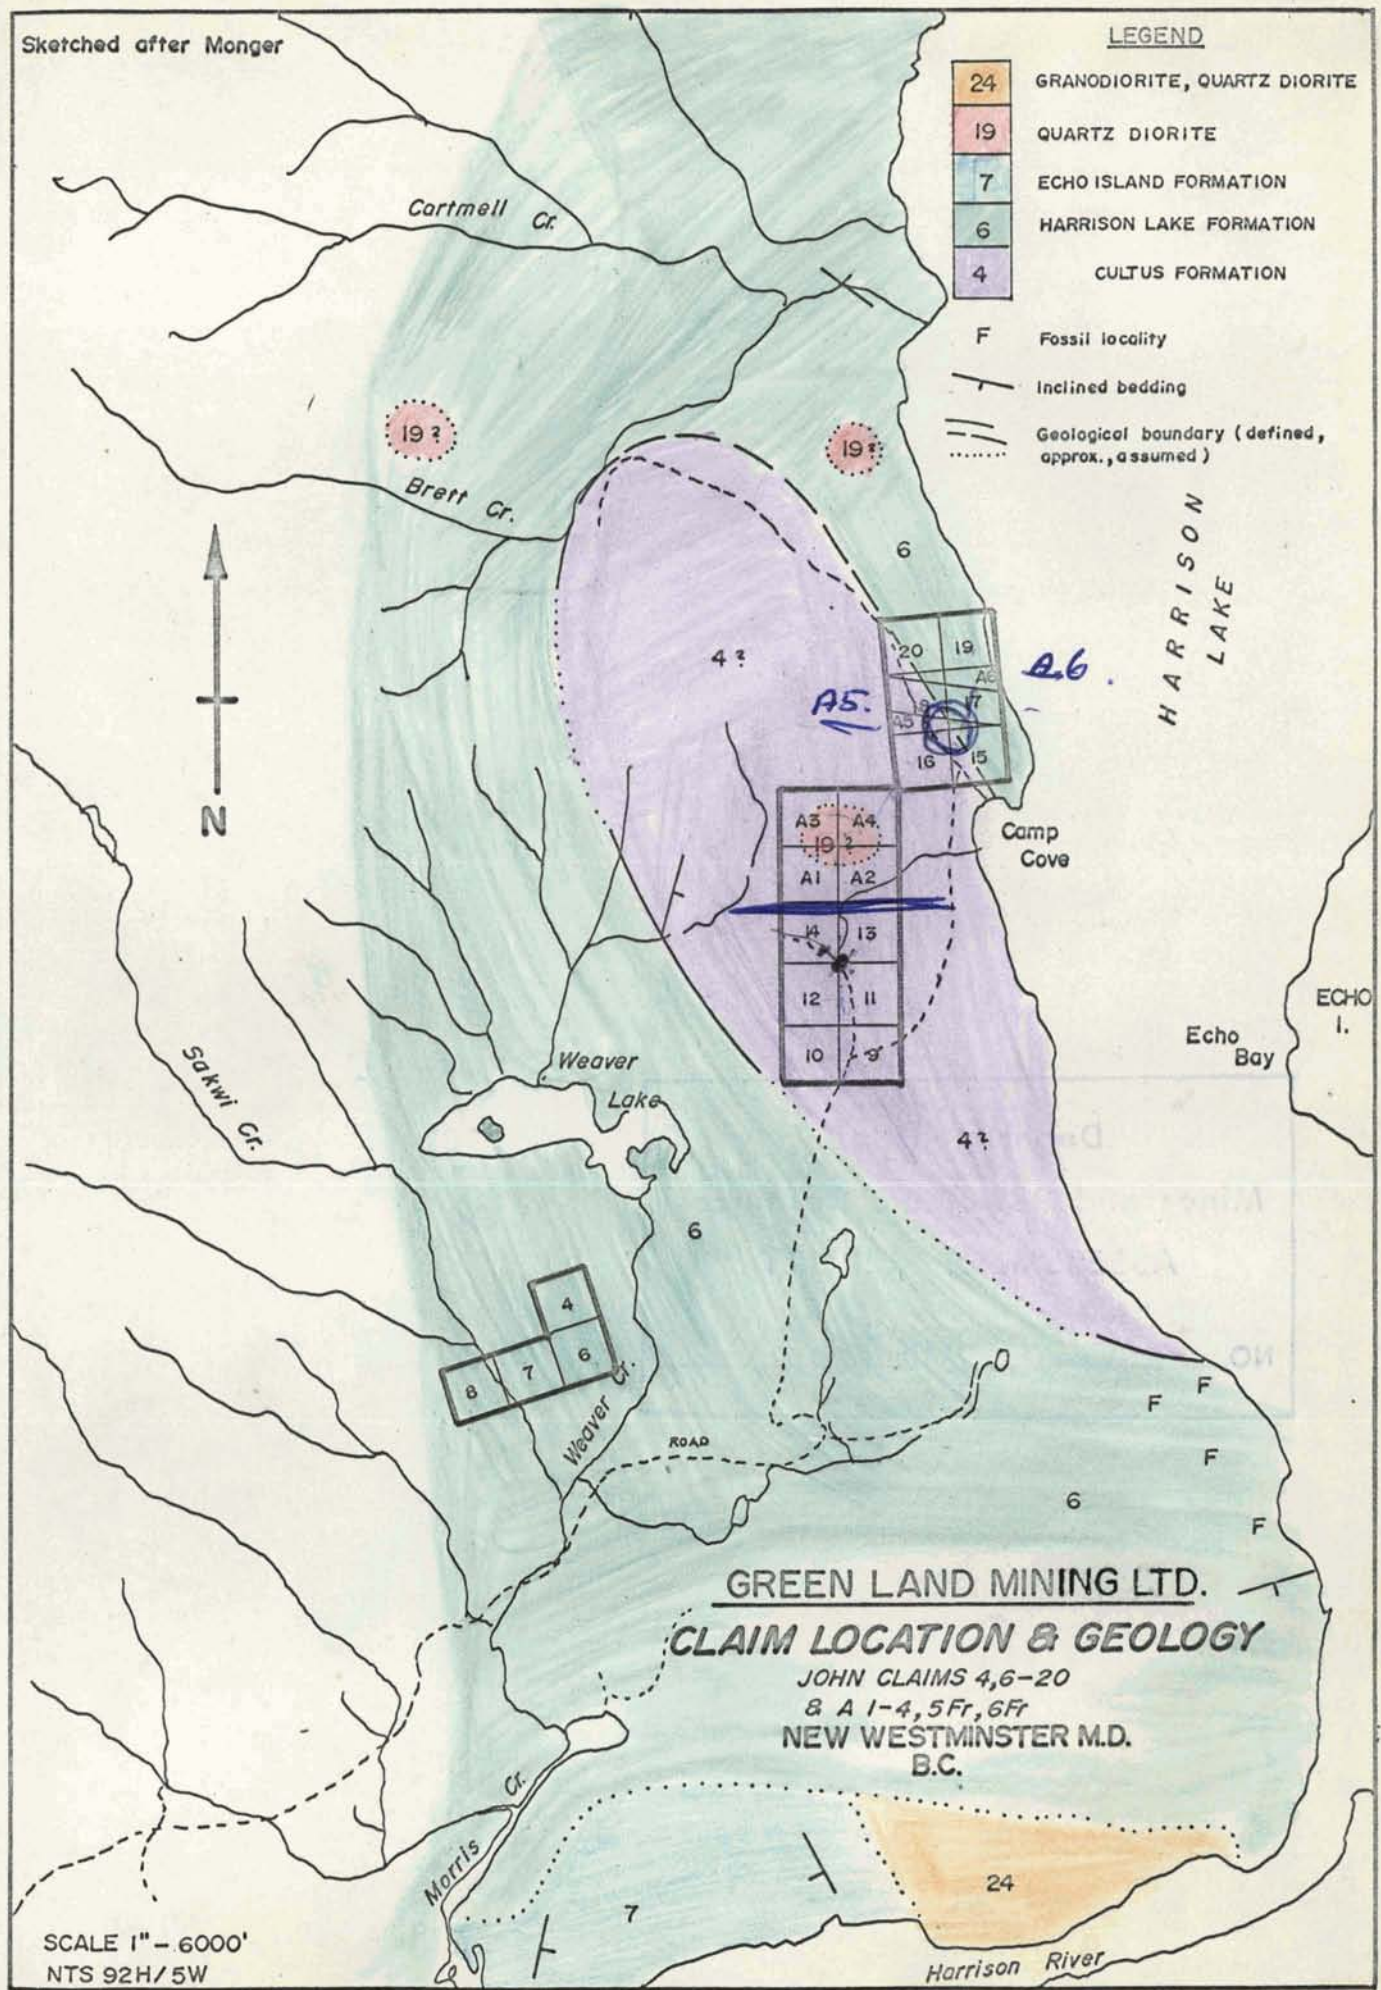 Sketched after Monger
LEGEND
24 GRANODIORITE, QUARTZ DIORITE
19 QUARTZ DIORITE
7 ECHO ISLAND FORMATION
6 HARRISON LAKE FORMATION
4 CULTUS FORMATION
F Fossil locality
Inclined bedding
Geological boundary (defined,
approx., assumed)
Cartmell Cr.
19?
19?
Brett Cr.
6
HARRISON
LAKE
4?
20 19
A6
A.6.
A5.
18 17
A5
16 15
N
A3 A4
19?
Camp
Cove
A1 A2
14 13
12 11
10 9
ECHO
I.
Echo
Bay
Sakwi Cr.
Weaver
Lake
4?
6
4
7 6
8
Weaver Cr.
ROAD
F
F
F
F
6
GREEN LAND MINING LTD.
CLAIM LOCATION & GEOLOGY
JOHN CLAIMS 4,6-20
& A 1-4, 5Fr, 6Fr
NEW WESTMINSTER M.D.
B.C.
Morris Cr.
24
7
Harrison River
SCALE 1" - 6000'
NTS 92H/5W